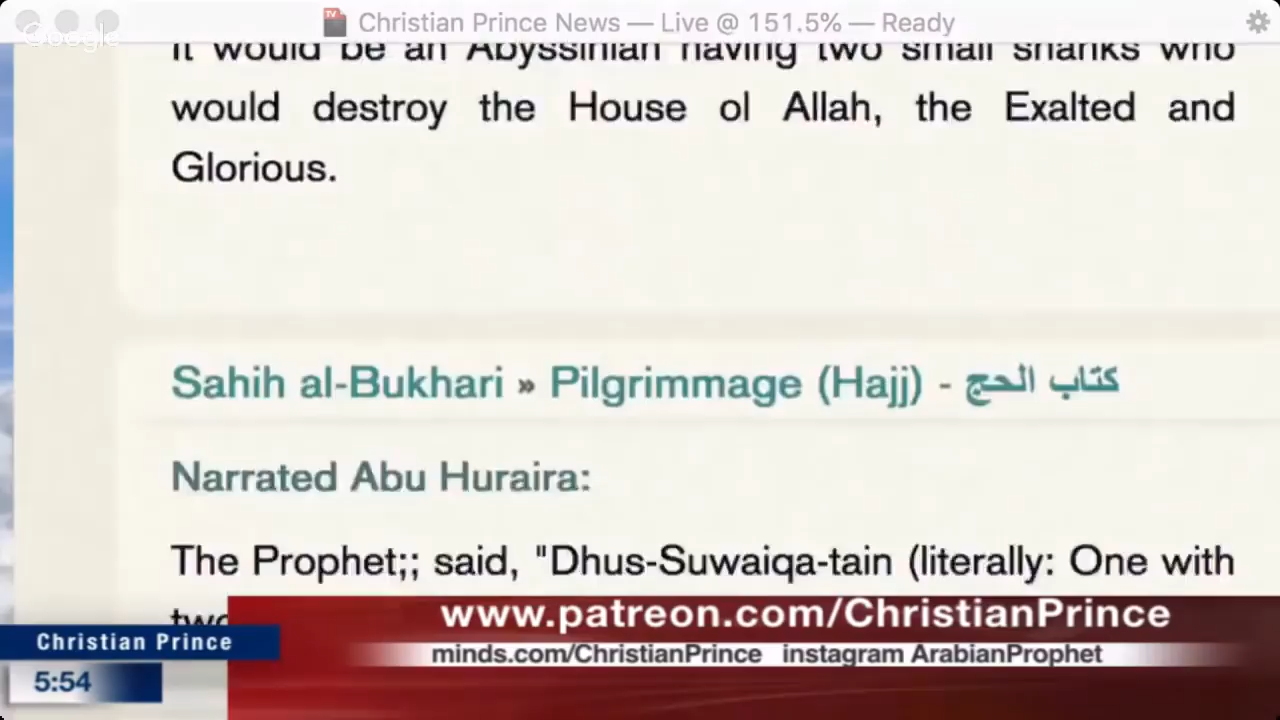 Christian Prince News — Live @ 151.5% — Ready
Google
It would be an Abyssinian having two small shanks who
would destroy the House ol Allah, the Exalted and
Glorious.
Sahih al-Bukhari » Pilgrimage (Hajj) - كتاب الحج
Narrated Abu Huraira:
The Prophet;; said, "Dhus-Suwaiqa-tain (literally: One with
www.patreon.com/ChristianPrince
Christian Prince
minds.com/ChristianPrince instagram ArabianProphet
5:54